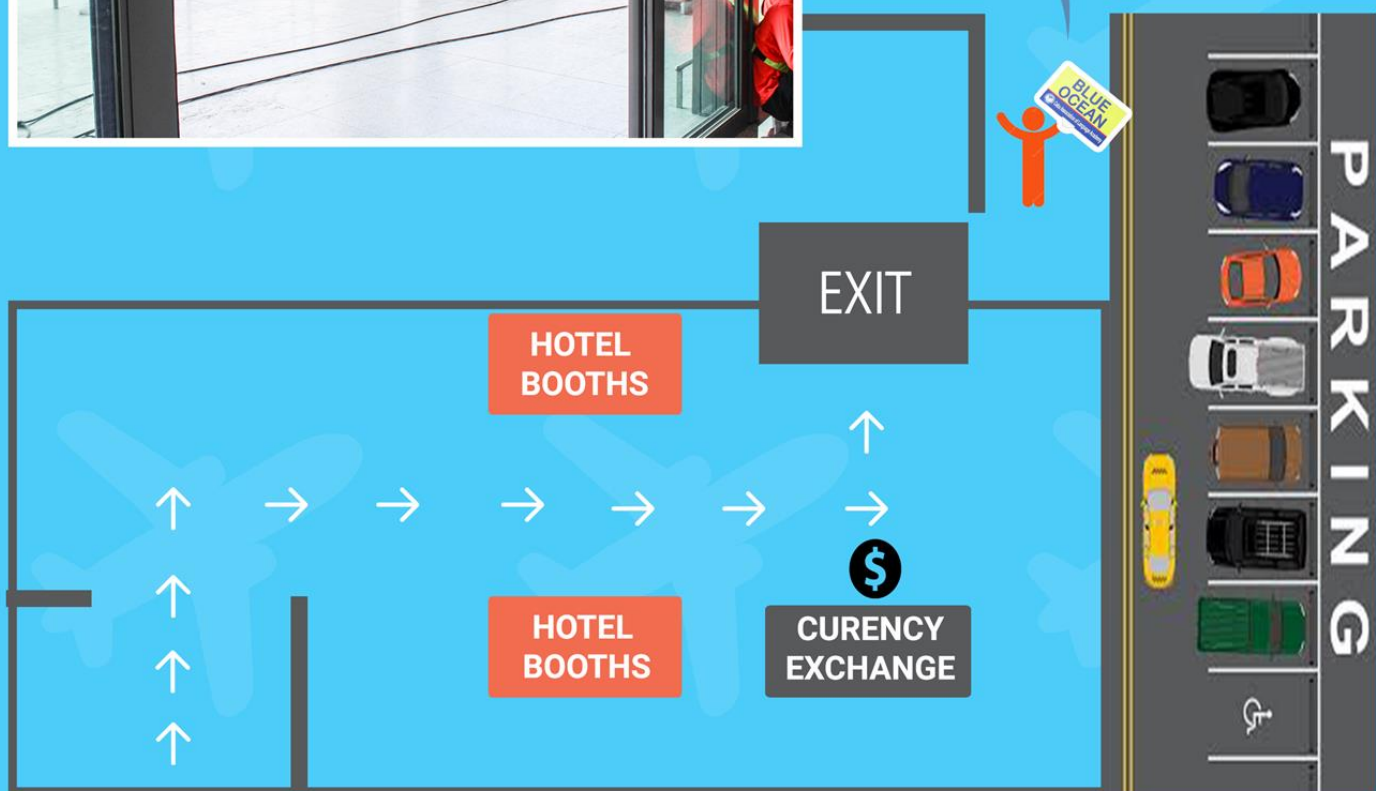 BLUE
OCEAN
EXIT
HOTEL
BOOTHS
HOTEL
BOOTHS
$
CURENCY
EXCHANGE
PARKING